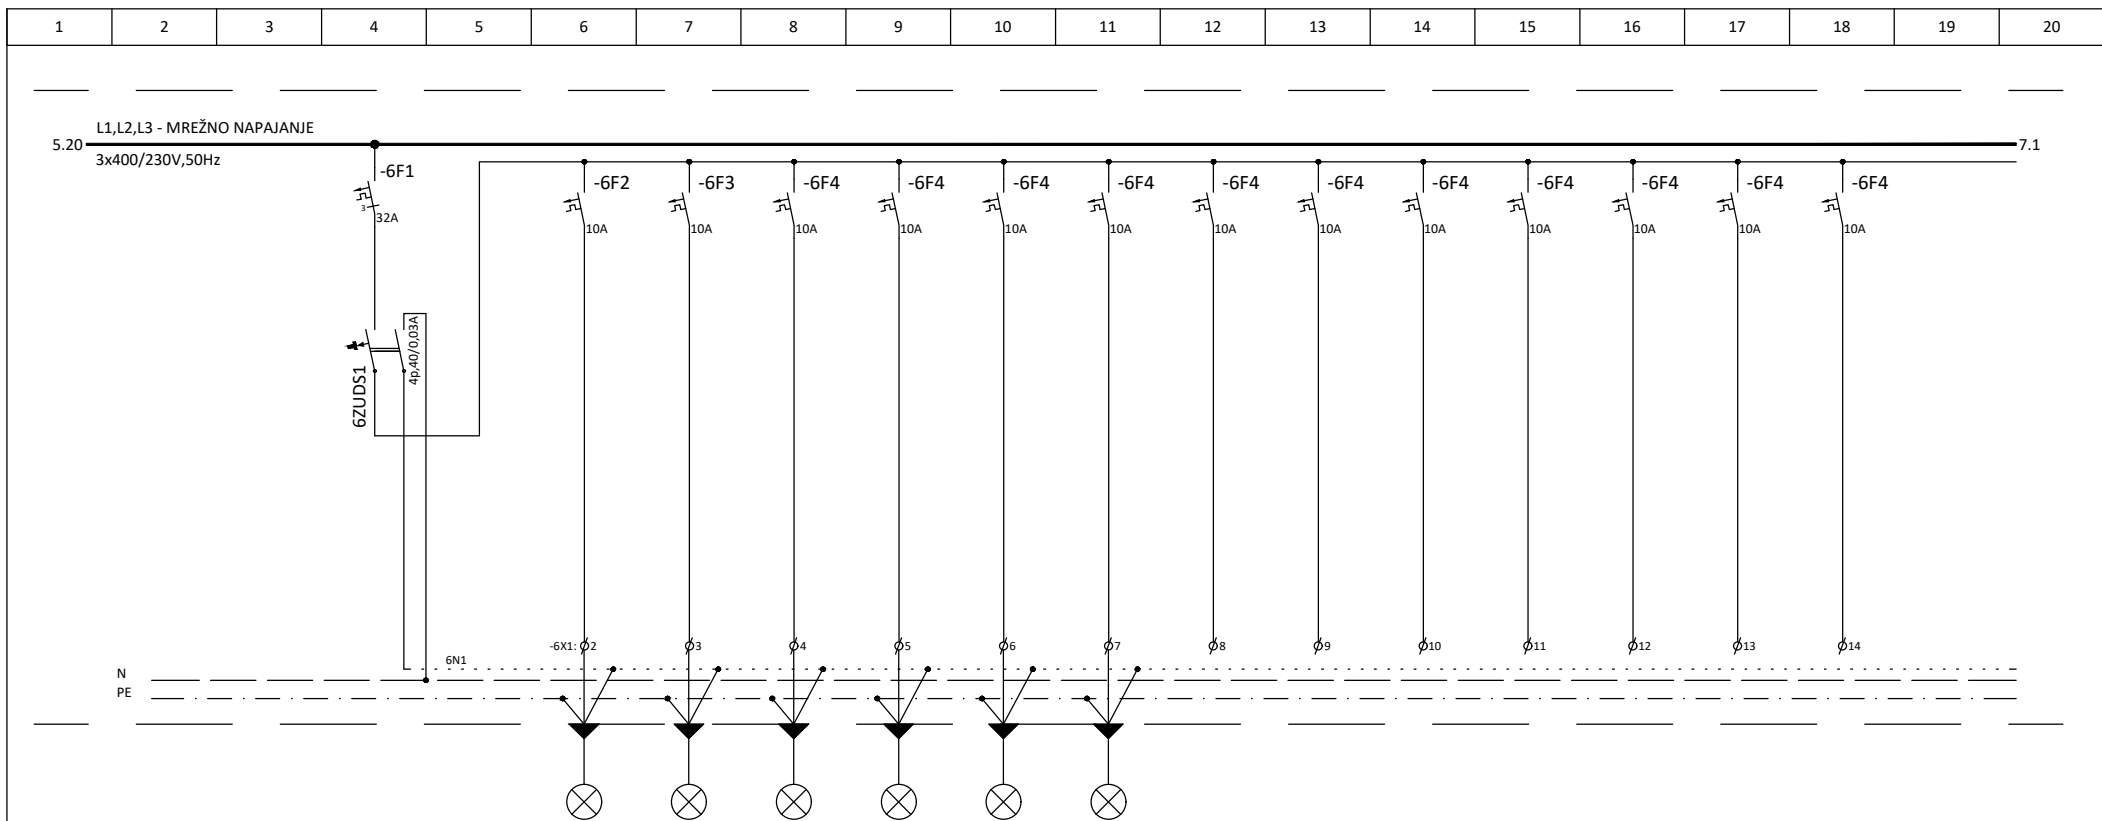 1 2 3 4 5 6 7 8 9 10 11 12 13 14 15 16 17 18 19 20
L1,L2,L3 - MREŽNO NAPAJANJE
5.20 7.1
3x400/230V,50Hz
-6F1 -6F2 -6F3 -6F4 -6F4 -6F4 -6F4 -6F4 -6F4 -6F4 -6F4 -6F4 -6F4 -6F4
3
32A 10A 10A 10A 10A 10A 10A 10A 10A 10A 10A 10A 10A 10A
4p,40/0,03A
6ZUDS1
-6X1: 2 3 4 5 6 7 8 9 10 11 12 13 14
6N1
N
PE